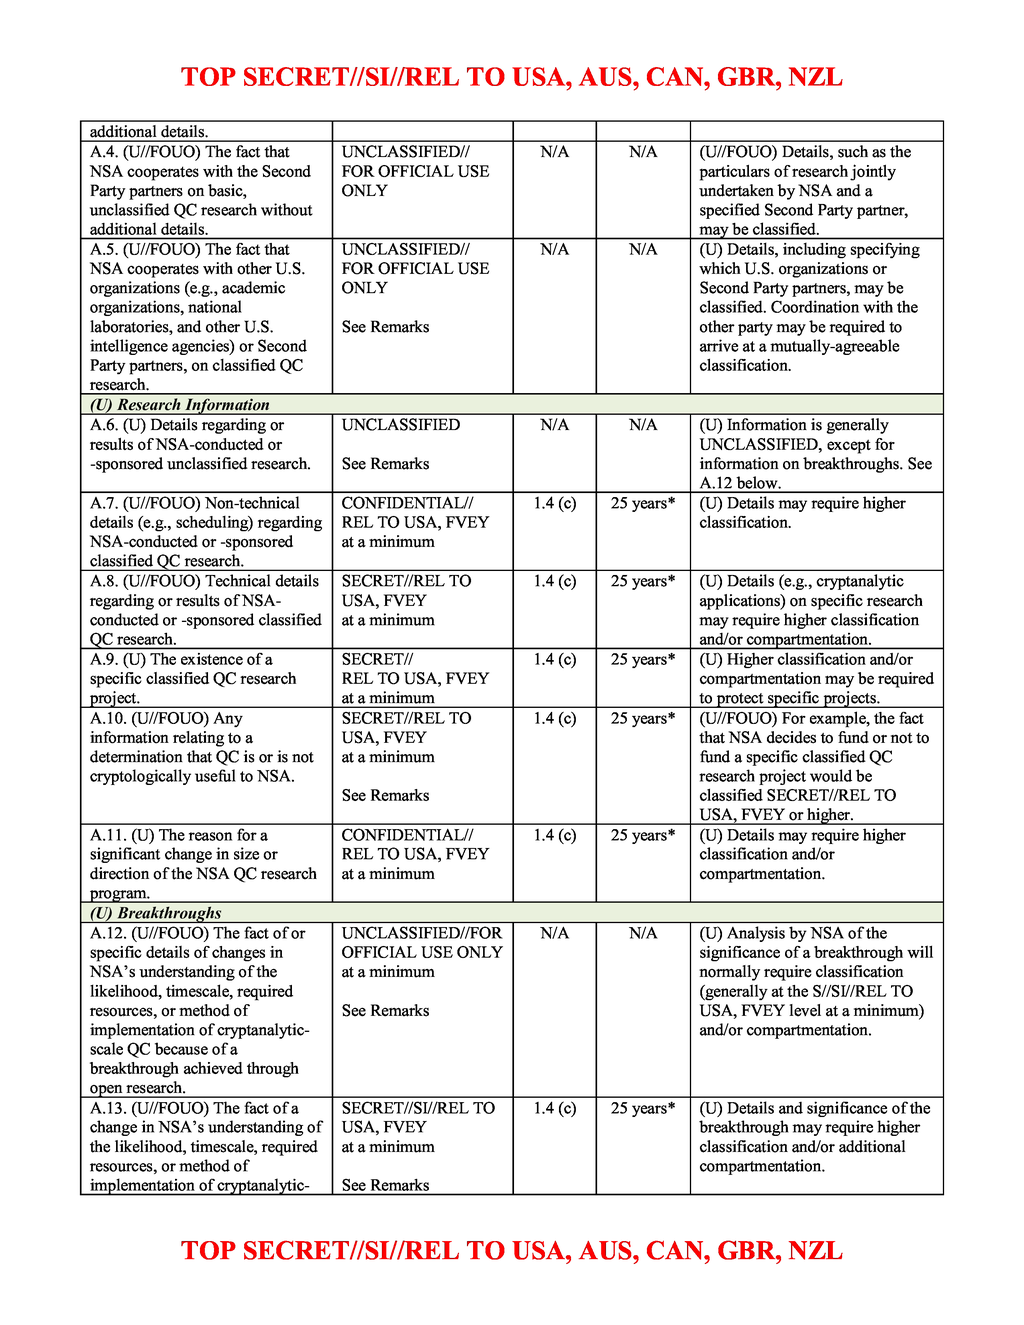 TOP SECRET//SI//REL TO USA, AUS, CAN, GBR, NZL
additional details.
A.4. (U//FOUO) The fact that
NSA cooperates with the Second
Party partners on basic,
unclassified QC research without
additional details.
UNCLASSIFIED//
FOR OFFICIAL USE
ONLY
N/A
N/A
(U//FOUO) Details, such as the
particulars of research jointly
undertaken by NSA and a
specified Second Party partner,
may be classified.
A.5. (U//FOUO) The fact that
NSA cooperates with other U.S.
organizations (e.g., academic
organizations, national
laboratories, and other U.S.
intelligence agencies) or Second
Party partners, on classified QC
research.
UNCLASSIFIED//
FOR OFFICIAL USE
ONLY
See Remarks
N/A
N/A
(U) Details, including specifying
which U.S. organizations or
Second Party partners, may be
classified. Coordination with the
other party may be required to
arrive at a mutually-agreeable
classification.
(U) Research Information
A.6. (U) Details regarding or
results of NSA-conducted or
-sponsored unclassified research.
UNCLASSIFIED
See Remarks
N/A
N/A
(U) Information is generally
UNCLASSIFIED, except for
information on breakthroughs. See
A.12 below.
A.7. (U//FOUO) Non-technical
details (e.g., scheduling) regarding
NSA-conducted or -sponsored
classified QC research.
CONFIDENTIAL//
REL TO USA, FVEY
at a minimum
1.4 (c)
25 years*
(U) Details may require higher
classification.
A.8. (U//FOUO) Technical details
regarding or results of NSA-
conducted or -sponsored classified
QC research.
SECRET//REL TO
USA, FVEY
at a minimum
1.4 (c)
25 years*
(U) Details (e.g., cryptanalytic
applications) on specific research
may require higher classification
and/or compartmentation.
A.9. (U) The existence of a
specific classified QC research
project.
SECRET//
REL TO USA, FVEY
at a minimum
1.4 (c)
25 years*
(U) Higher classification and/or
compartmentation may be required
to protect specific projects.
A.10. (U//FOUO) Any
information relating to a
determination that QC is or is not
cryptologically useful to NSA.
SECRET//REL TO
USA, FVEY
at a minimum
See Remarks
1.4 (c)
25 years*
(U//FOUO) For example, the fact
that NSA decides to fund or not to
fund a specific classified QC
research project would be
classified SECRET//REL TO
USA, FVEY or higher.
A.11. (U) The reason for a
significant change in size or
direction of the NSA QC research
program.
CONFIDENTIAL//
REL TO USA, FVEY
at a minimum
1.4 (c)
25 years*
(U) Details may require higher
classification and/or
compartmentation.
(U) Breakthroughs
A.12. (U//FOUO) The fact of or
specific details of changes in
NSA’s understanding of the
likelihood, timescale, required
resources, or method of
implementation of cryptanalytic-
scale QC because of a
breakthrough achieved through
open research.
UNCLASSIFIED//FOR
OFFICIAL USE ONLY
at a minimum
See Remarks
N/A
N/A
(U) Analysis by NSA of the
significance of a breakthrough will
normally require classification
(generally at the S//SI//REL TO
USA, FVEY level at a minimum)
and/or compartmentation.
A.13. (U//FOUO) The fact of a
change in NSA’s understanding of
the likelihood, timescale, required
resources, or method of
implementation of cryptanalytic-
SECRET//SI//REL TO
USA, FVEY
at a minimum
See Remarks
1.4 (c)
25 years*
(U) Details and significance of the
breakthrough may require higher
classification and/or additional
compartmentation.
TOP SECRET//SI//REL TO USA, AUS, CAN, GBR, NZL